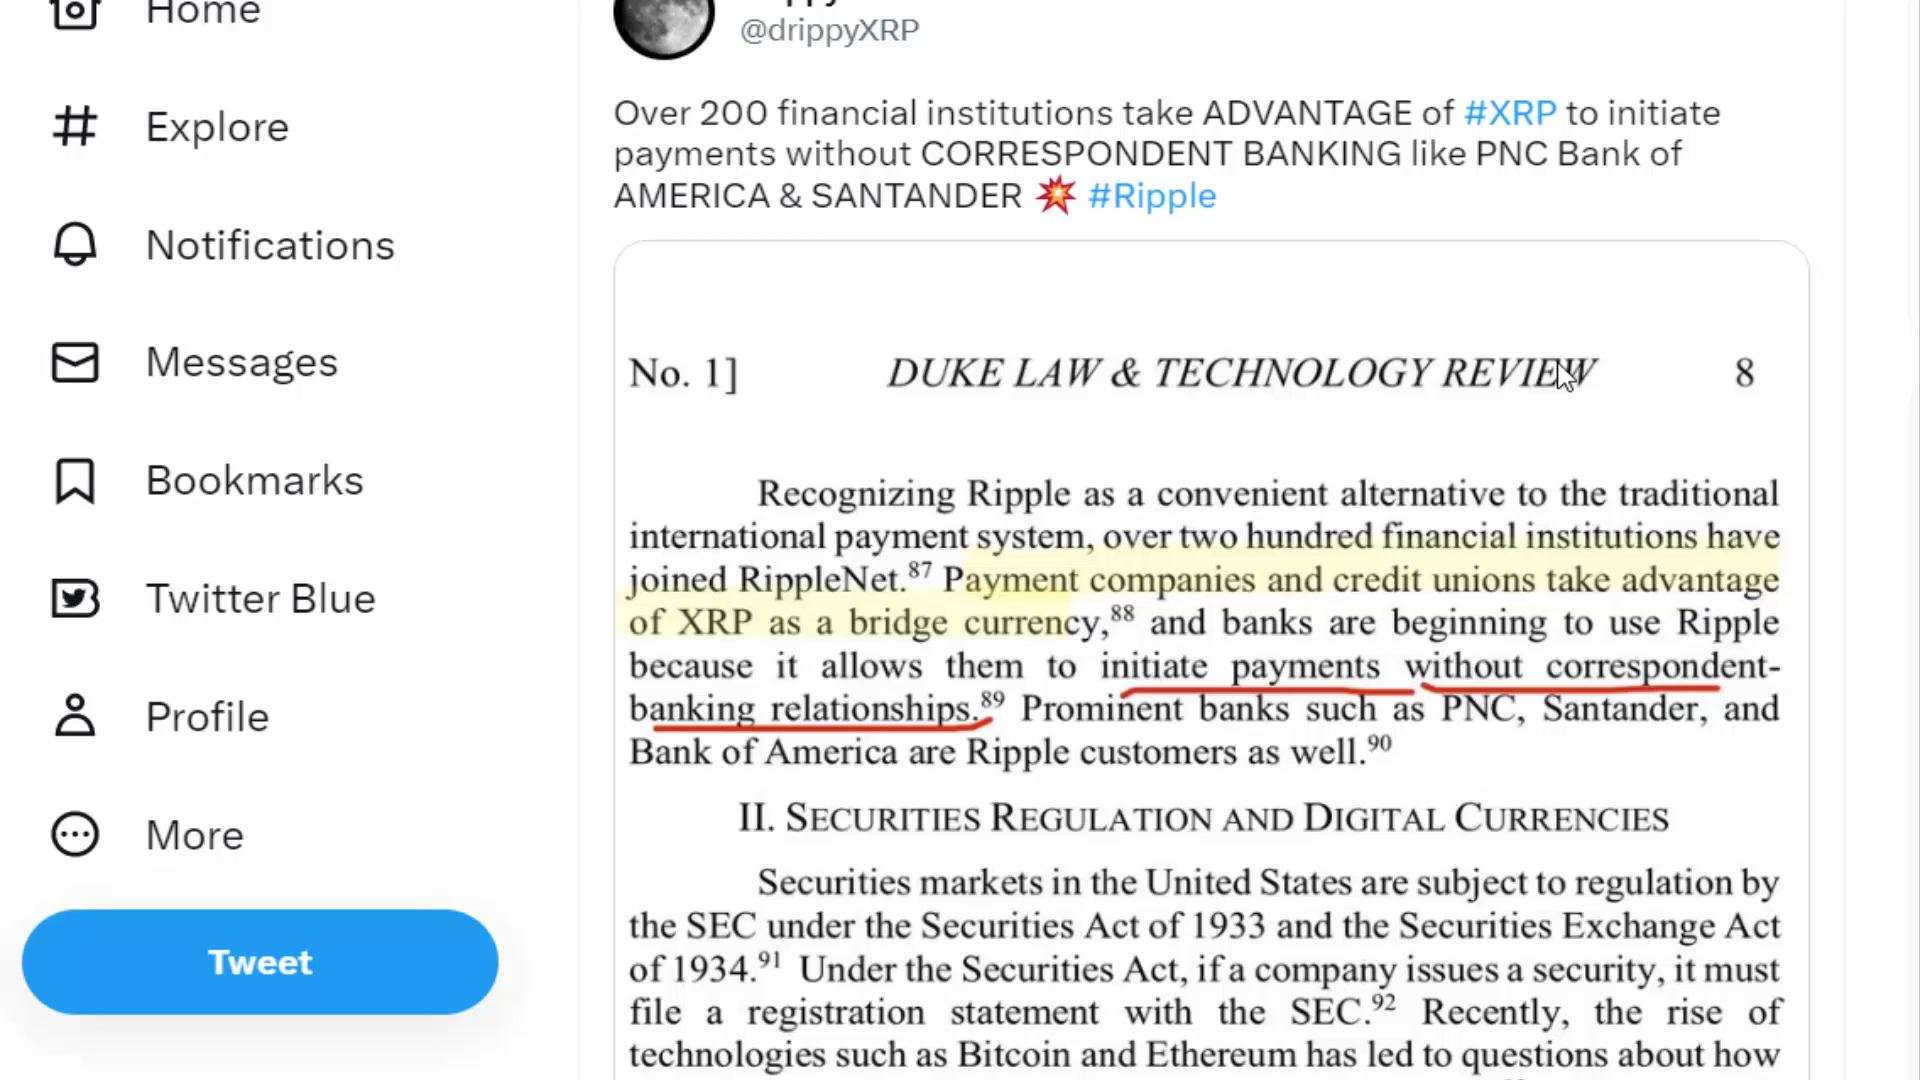 Home
Explore
Notifications
Messages
Bookmarks
Twitter Blue
Profile
More
Tweet
@drippyXRP
Over 200 financial institutions take ADVANTAGE of #XRP to initiate
payments without CORRESPONDENT BANKING like PNC Bank of
AMERICA & SANTANDER 💥 #Ripple
No. 1] DUKE LAW & TECHNOLOGY REVIEW 8
Recognizing Ripple as a convenient alternative to the traditional
international payment system, over two hundred financial institutions have
joined RippleNet.⁸⁷ Payment companies and credit unions take advantage
of XRP as a bridge currency,⁸⁸ and banks are beginning to use Ripple
because it allows them to initiate payments without correspondent-
banking relationships.⁸⁹ Prominent banks such as PNC, Santander, and
Bank of America are Ripple customers as well.⁹⁰
II. SECURITIES REGULATION AND DIGITAL CURRENCIES
Securities markets in the United States are subject to regulation by
the SEC under the Securities Act of 1933 and the Securities Exchange Act
of 1934.⁹¹ Under the Securities Act, if a company issues a security, it must
file a registration statement with the SEC.⁹² Recently, the rise of
technologies such as Bitcoin and Ethereum has led to questions about how